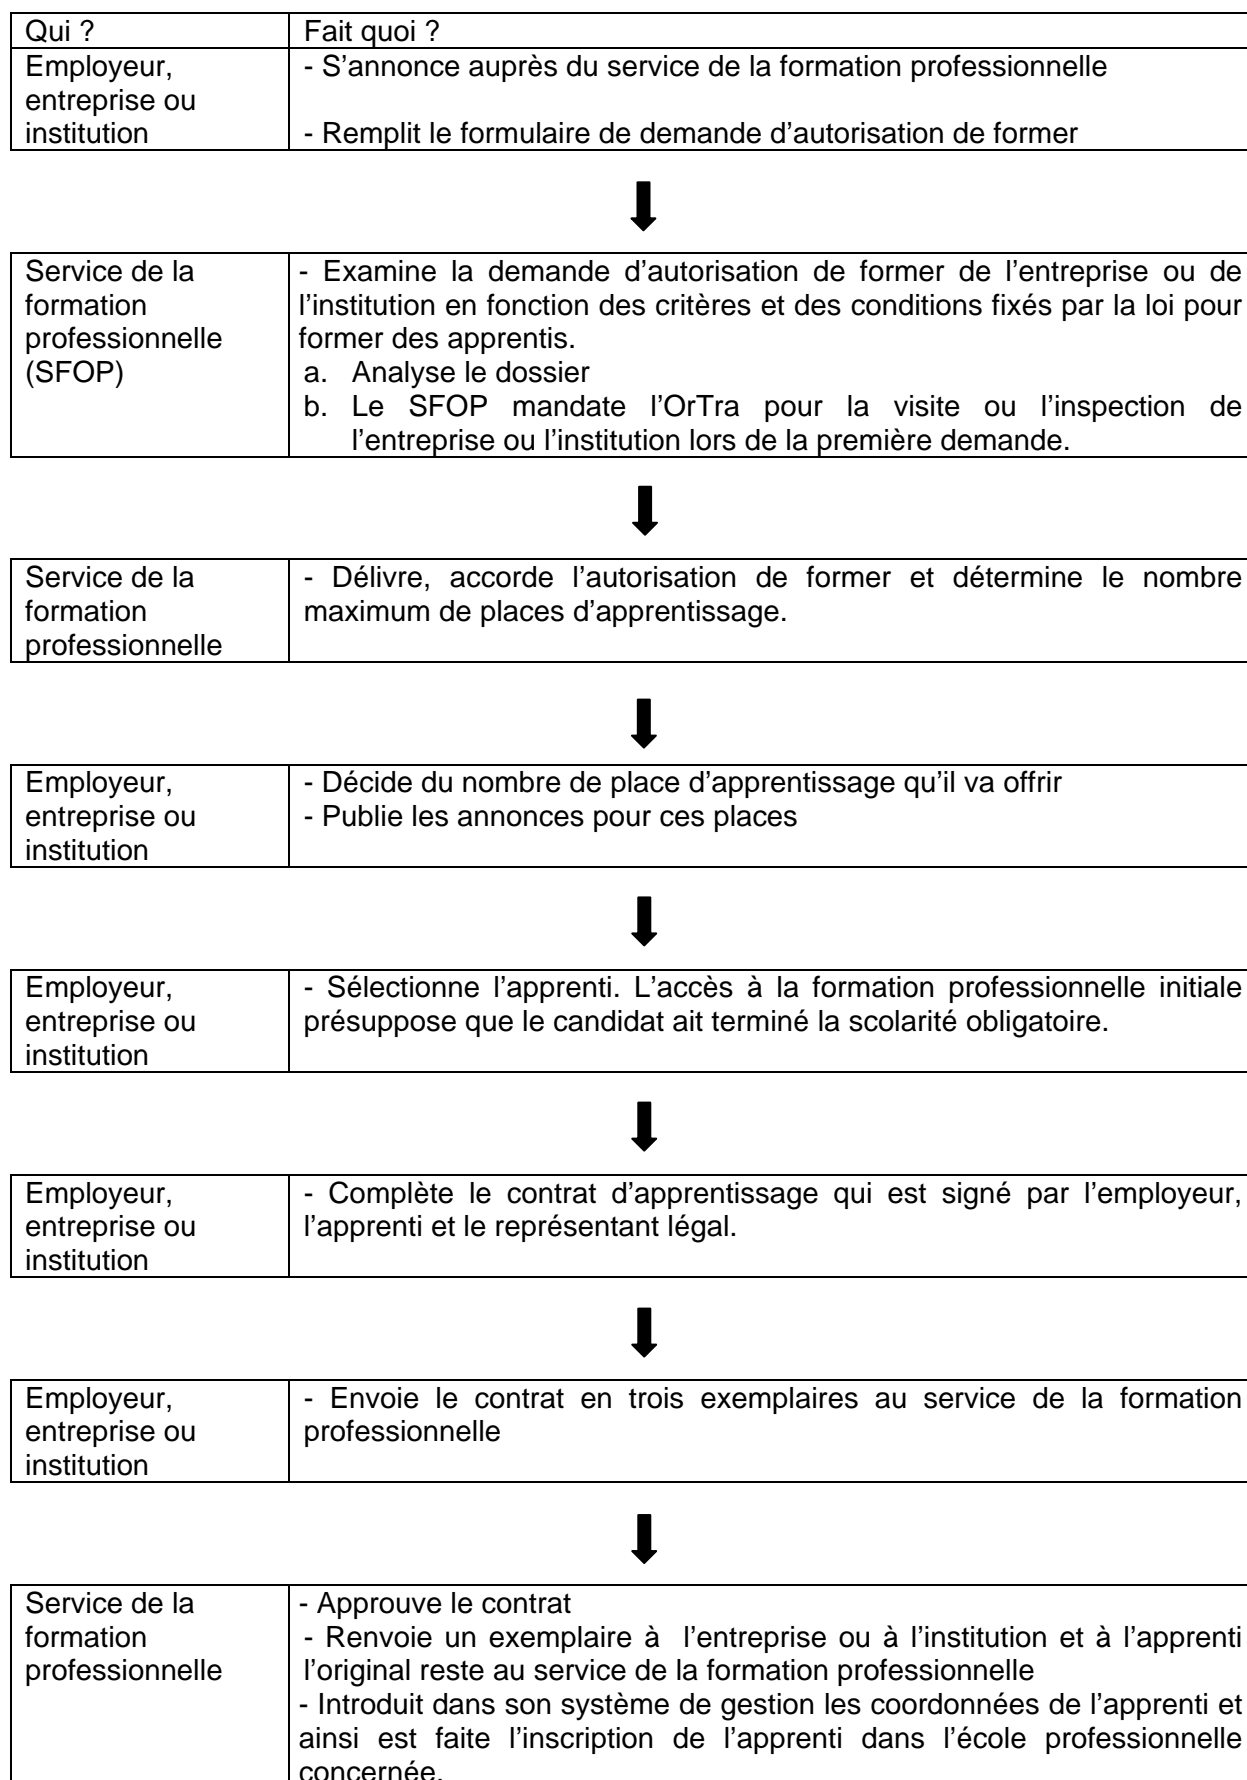 Qui ?
Fait quoi ?
Employeur,
entreprise ou
institution
- S’annonce auprès du service de la formation professionnelle
- Remplit le formulaire de demande d’autorisation de former
Service de la
formation
professionnelle
(SFOP)
- Examine la demande d’autorisation de former de l’entreprise ou de
l’institution en fonction des critères et des conditions fixés par la loi pour
former des apprentis.
a. Analyse le dossier
b. Le SFOP mandate l’OrTra pour la visite ou l’inspection de
l’entreprise ou l’institution lors de la première demande.
Service de la
formation
professionnelle
- Délivre, accorde l’autorisation de former et détermine le nombre
maximum de places d’apprentissage.
Employeur,
entreprise ou
institution
- Décide du nombre de place d’apprentissage qu’il va offrir
- Publie les annonces pour ces places
Employeur,
entreprise ou
institution
- Sélectionne l’apprenti. L’accès à la formation professionnelle initiale
présuppose que le candidat ait terminé la scolarité obligatoire.
Employeur,
entreprise ou
institution
- Complète le contrat d’apprentissage qui est signé par l’employeur,
l’apprenti et le représentant légal.
Employeur,
entreprise ou
institution
- Envoie le contrat en trois exemplaires au service de la formation
professionnelle
Service de la
formation
professionnelle
- Approuve le contrat
- Renvoie un exemplaire à l’entreprise ou à l’institution et à l’apprenti
l’original reste au service de la formation professionnelle
- Introduit dans son système de gestion les coordonnées de l’apprenti et
ainsi est faite l’inscription de l’apprenti dans l’école professionnelle
concernée.